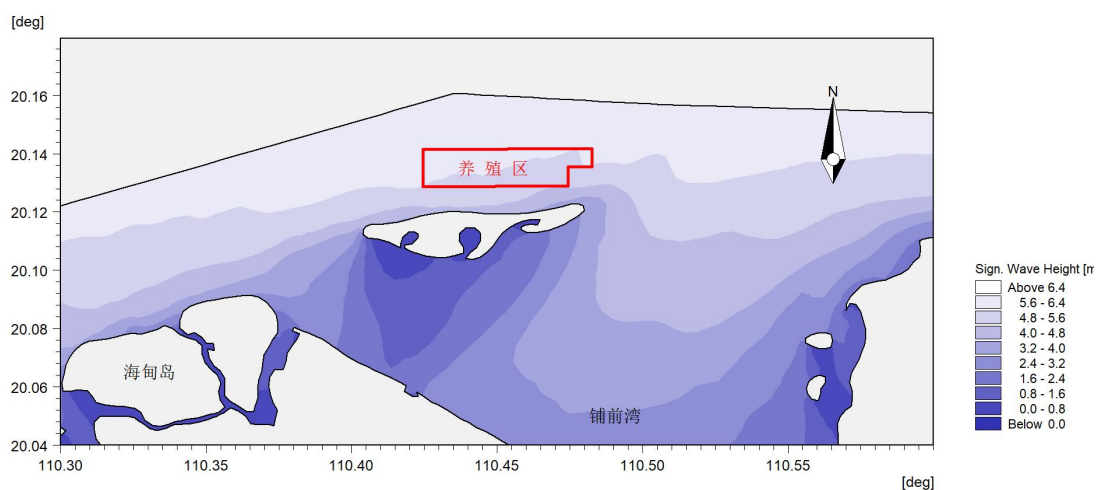 [deg]
20.16
20.14
20.12
20.10
20.08
20.06
20.04
110.30
110.35
110.40
110.45
110.50
110.55
[deg]
N
养殖区
海甸岛
铺前湾
Sign. Wave Height [m
Above 6.4
5.6 - 6.4
4.8 - 5.6
4.0 - 4.8
3.2 - 4.0
2.4 - 3.2
1.6 - 2.4
0.8 - 1.6
0.0 - 0.8
Below 0.0